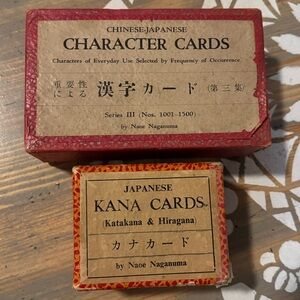 CHINESE-JAPANESE
CHARACTER CARDS
Characters of Everyday Use Selected by Frequency of Occurrence.
重要性
による 漢字カード (第三集)
Series III (Nos. 1001-1500)
by Naoe Naganuma
JAPANESE
KANA CARDS
(Katakana & Hiragana)
カナカード
by Naoe Naganuma